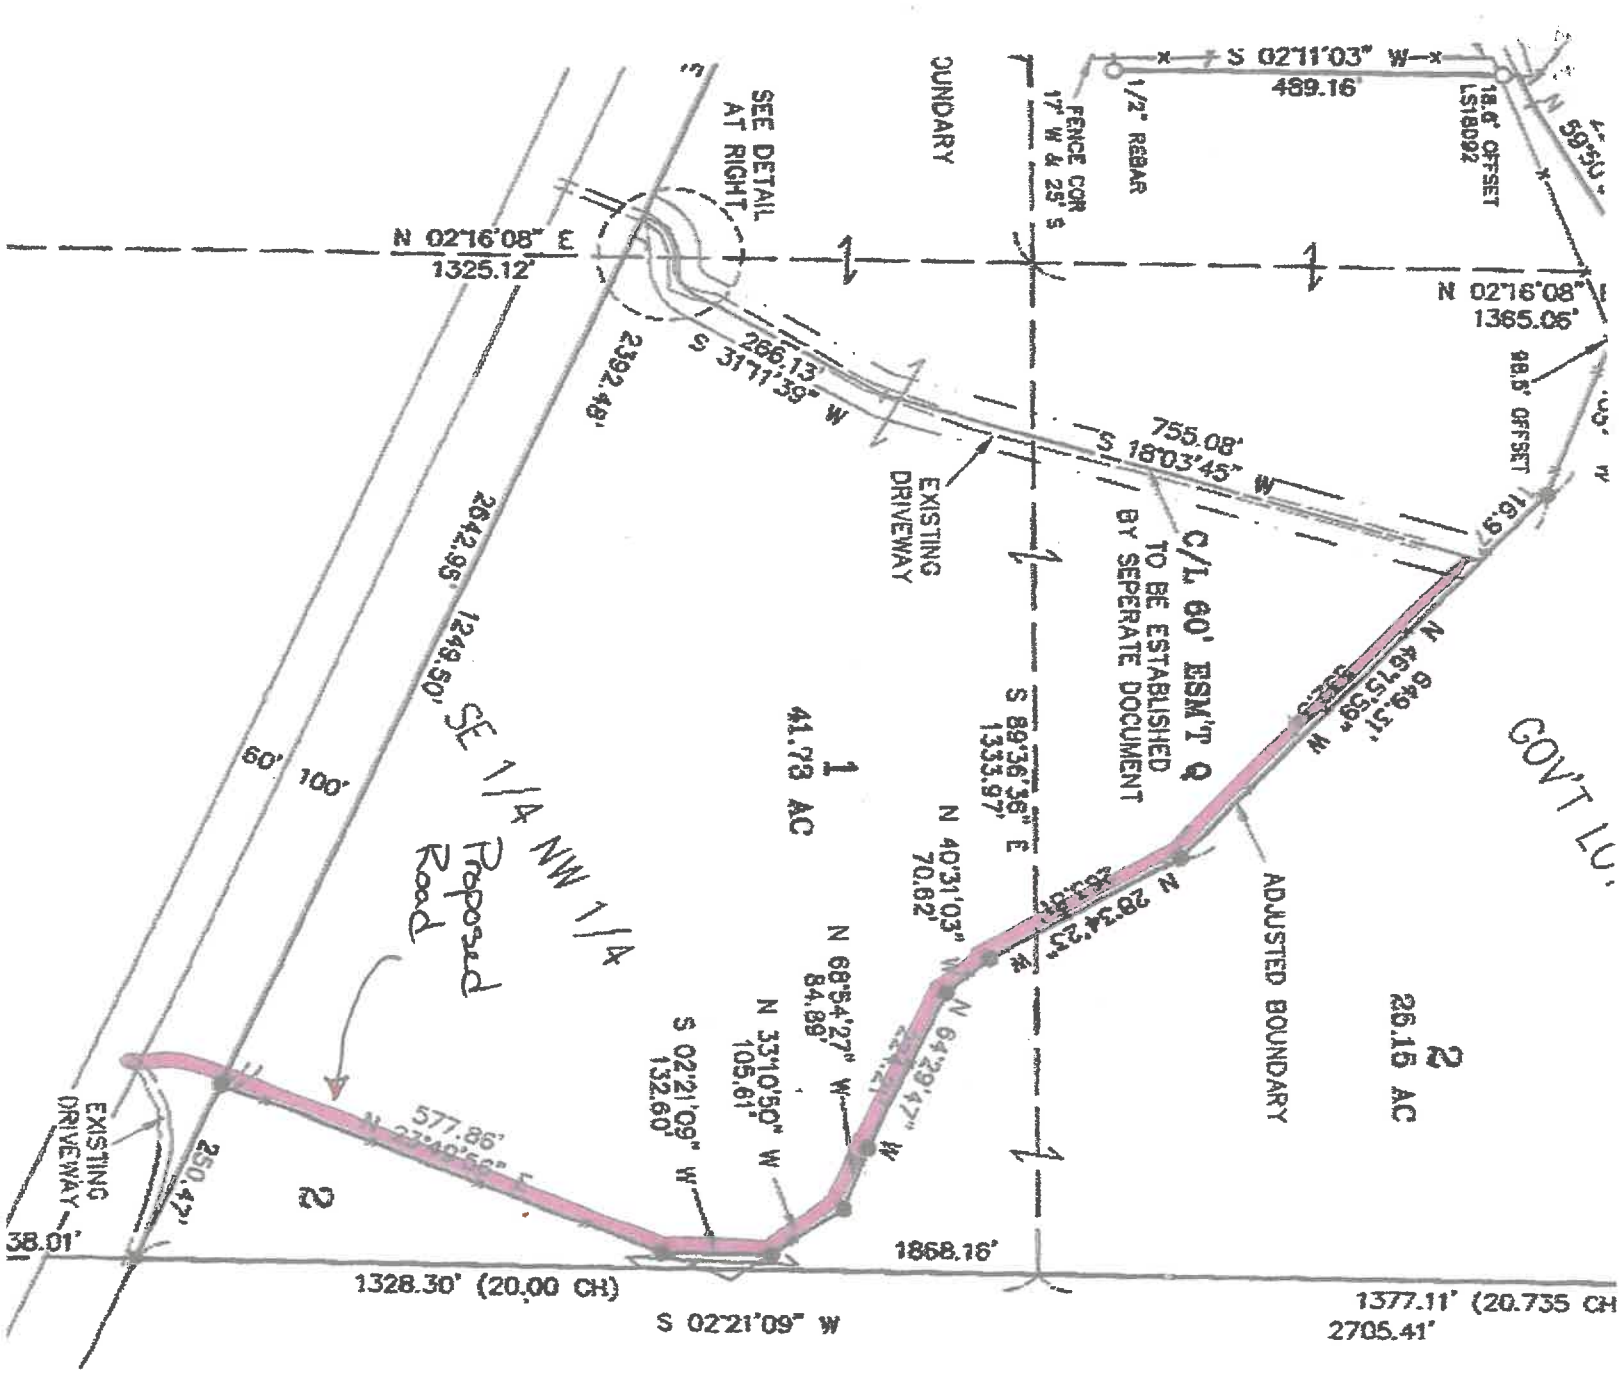 S 02°11'03" W
489.16'
18.6' OFFSET
LS18092
1/2" REBAR
FENCE COR
17' W & 25' S
OUNDARY
SEE DETAIL
AT RIGHT
N 02°16'08" E
1325.12'
N 02°16'08"
1365.06'
98.5' OFFSET
266.13'
S 31°11'39" W
2392.48'
755.08'
S 18°03'45" W
EXISTING
DRIVEWAY
C/L 60' ESM'T
TO BE ESTABLISHED
BY SEPERATE DOCUMENT
N 46°15'59" W
649.31'
GOV'T
2642.95'
1249.50'
SE 1/4 NW 1/4
1
41.73 AC
S 89°36'36" E
1333.97'
60'
100'
Proposed
Road
N 40°31'03" W
70.62'
N 28°34'23"
ADJUSTED BOUNDARY
2
26.15 AC
N 68°54'27" W
84.89'
N 64°29'47" W
N 33°10'50" W
105.61'
S 02°21'09" W
132.60'
577.86'
EXISTING
DRIVEWAY
250.47'
2
38.01'
1868.16'
1328.30' (20.00 CH)
S 02°21'09" W
1377.11' (20.735 CH
2705.41'